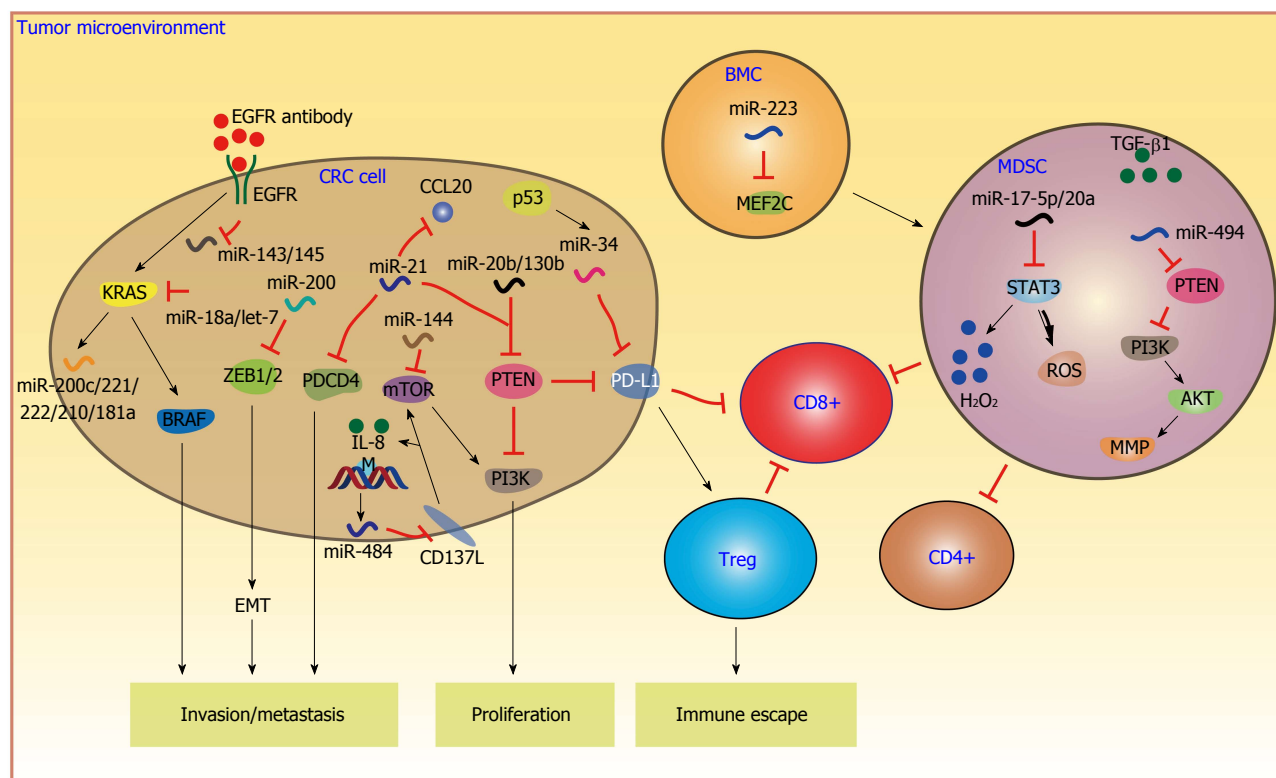 Tumor microenvironment
EGFR antibody
EGFR
CRC cell
CCL20
p53
miR-143/145
miR-34
miR-21
miR-20b/130b
miR-200
KRAS
miR-18a/let-7
miR-144
ZEB1/2
PDCD4
mTOR
PTEN
PD-L1
miR-200c/221/
222/210/181a
BRAF
IL-8
M
PI3K
miR-484
CD137L
EMT
BMC
miR-223
MEF2C
TGF-β1
MDSC
miR-17-5p/20a
miR-494
STAT3
PTEN
PI3K
ROS
H₂O₂
AKT
MMP
CD8+
Treg
CD4+
Invasion/metastasis
Proliferation
Immune escape